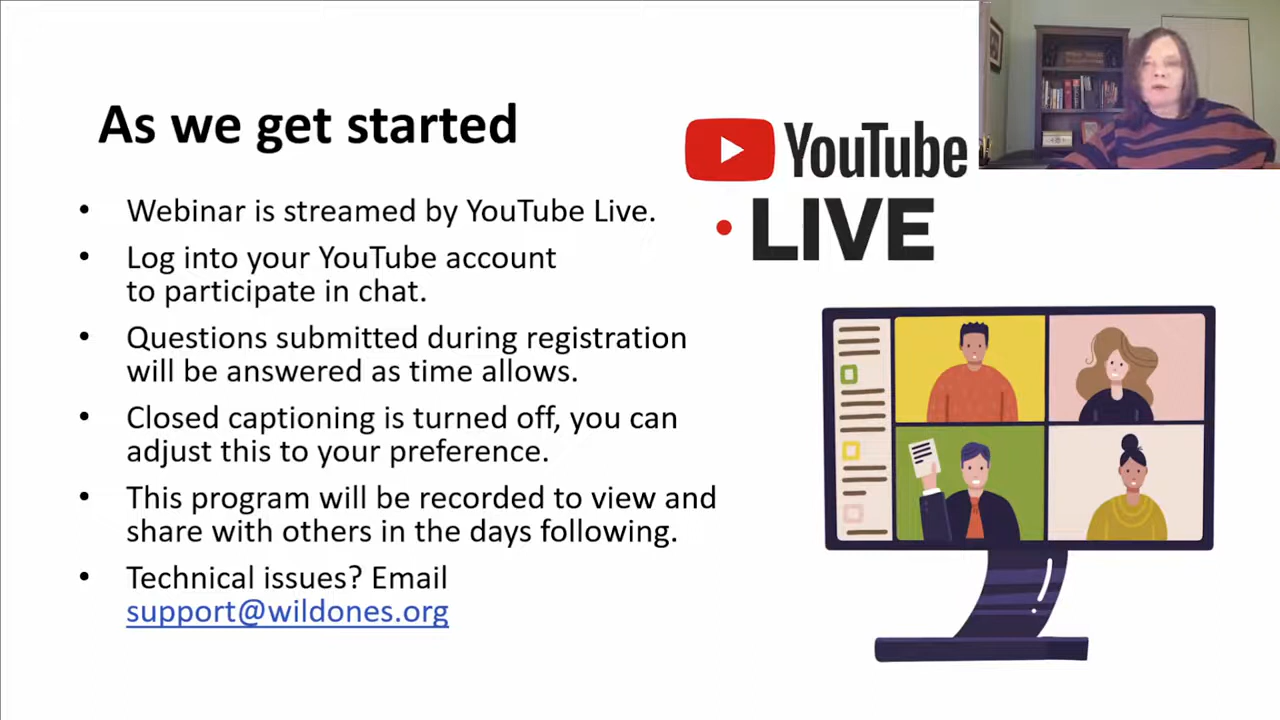 As we get started
YouTube
LIVE
• Webinar is streamed by YouTube Live.
• Log into your YouTube account
to participate in chat.
• Questions submitted during registration
will be answered as time allows.
• Closed captioning is turned off, you can
adjust this to your preference.
• This program will be recorded to view and
share with others in the days following.
• Technical issues? Email
support@wildones.org